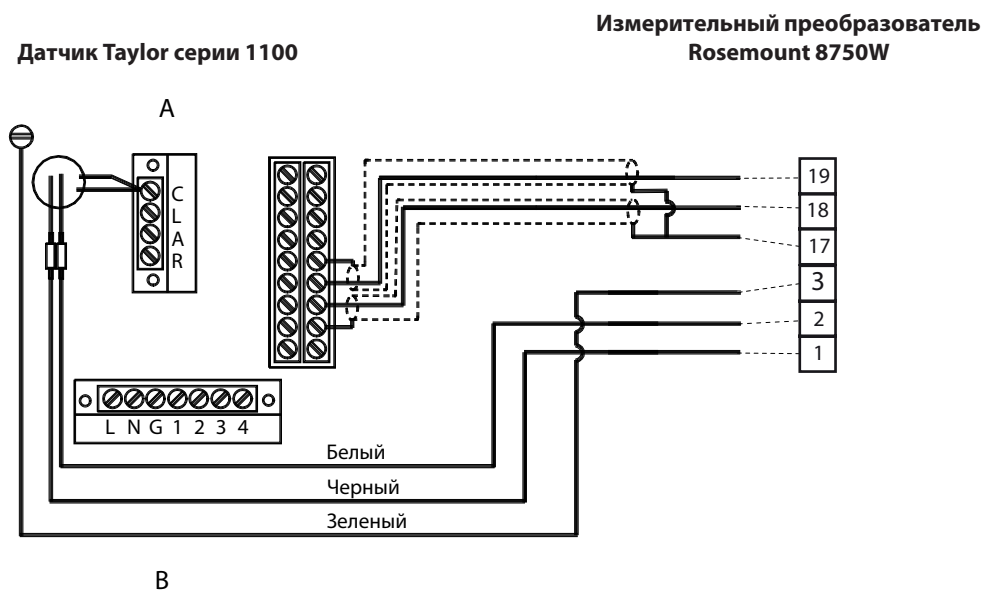 Измерительный преобразователь
Rosemount 8750W
Датчик Taylor серии 1100
A
C
L
A
R
19
18
17
3
2
1
L N G 1 2 3 4
Белый
Черный
Зеленый
B